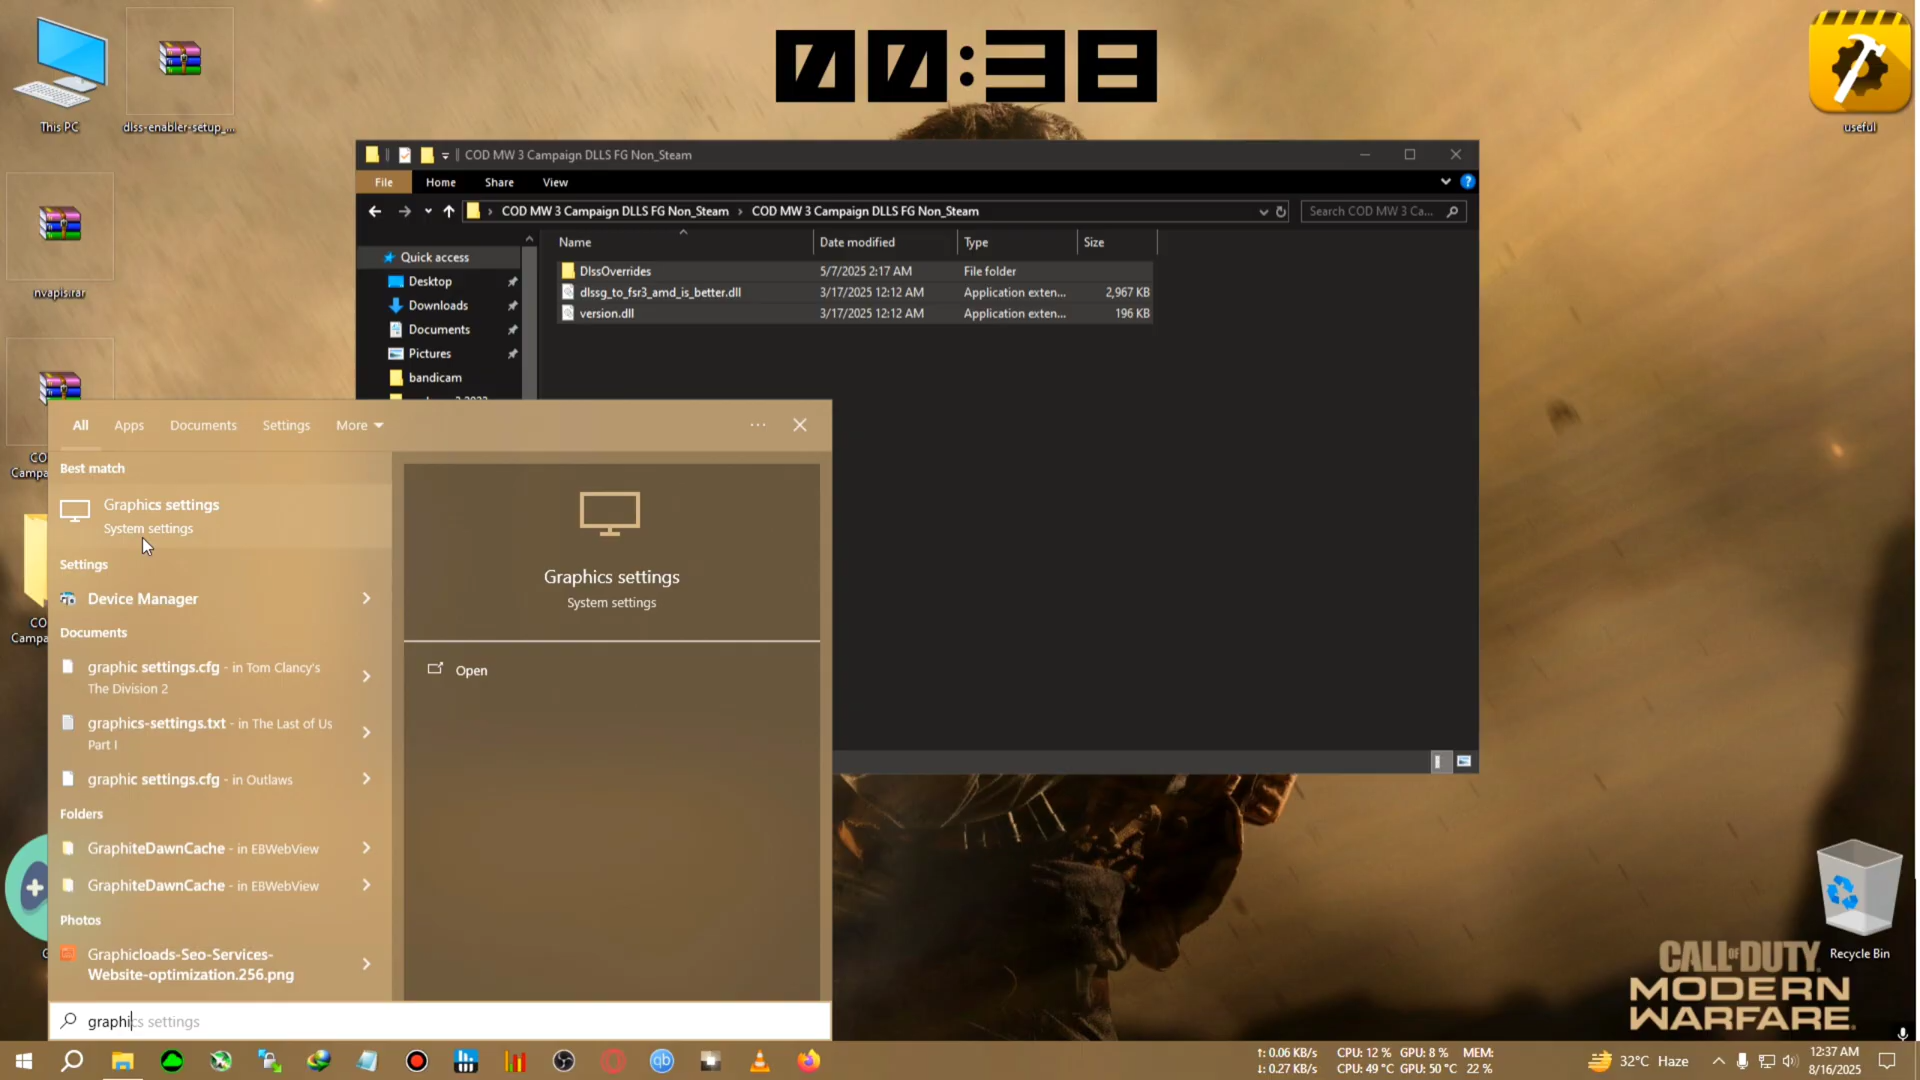 00:38
This PC
dlss-enabler-setup_...
useful
nvapis.rar
CO
Campa
CO
Campa
COD MW 3 Campaign DLLS FG Non_Steam
File
Home
Share
View
COD MW 3 Campaign DLLS FG Non_Steam > COD MW 3 Campaign DLLS FG Non_Steam
Search COD MW 3 Ca...
Name
Date modified
Type
Size
Quick access
Desktop
Downloads
Documents
Pictures
bandicam
DlssOverrides 5/7/2025 2:17 AM File folder
dlssg_to_fsr3_amd_is_better.dll 3/17/2025 12:12 AM Application exten... 2,967 KB
version.dll 3/17/2025 12:12 AM Application exten... 196 KB
All
Apps
Documents
Settings
More
Best match
Graphics settings
System settings
Settings
Device Manager
Documents
graphic settings.cfg - in Tom Clancy's
The Division 2
graphics-settings.txt - in The Last of Us
Part I
graphic settings.cfg - in Outlaws
Folders
GraphiteDawnCache - in EBWebView
GraphiteDawnCache - in EBWebView
Photos
Graphicloads-Seo-Services-
Website-optimization.256.png
Graphics settings
System settings
Open
graphics settings
Recycle Bin
CALL OF DUTY
MODERN
WARFARE
↑: 0.06 KB/s
↓: 0.27 KB/s
CPU: 12 % GPU: 8 % MEM:
CPU: 49 °C GPU: 50 °C 22 %
32°C Haze
12:37 AM
8/16/2025